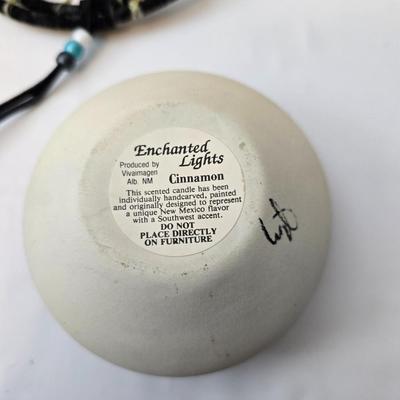 Enchanted
Lights
Produced by
Vivaimagen
Alb. NM
Cinnamon
This scented candle has been
individually handcarved, painted
and originally designed to represent
a unique New Mexico flavor
with a Southwest accent.
DO NOT
PLACE DIRECTLY
ON FURNITURE